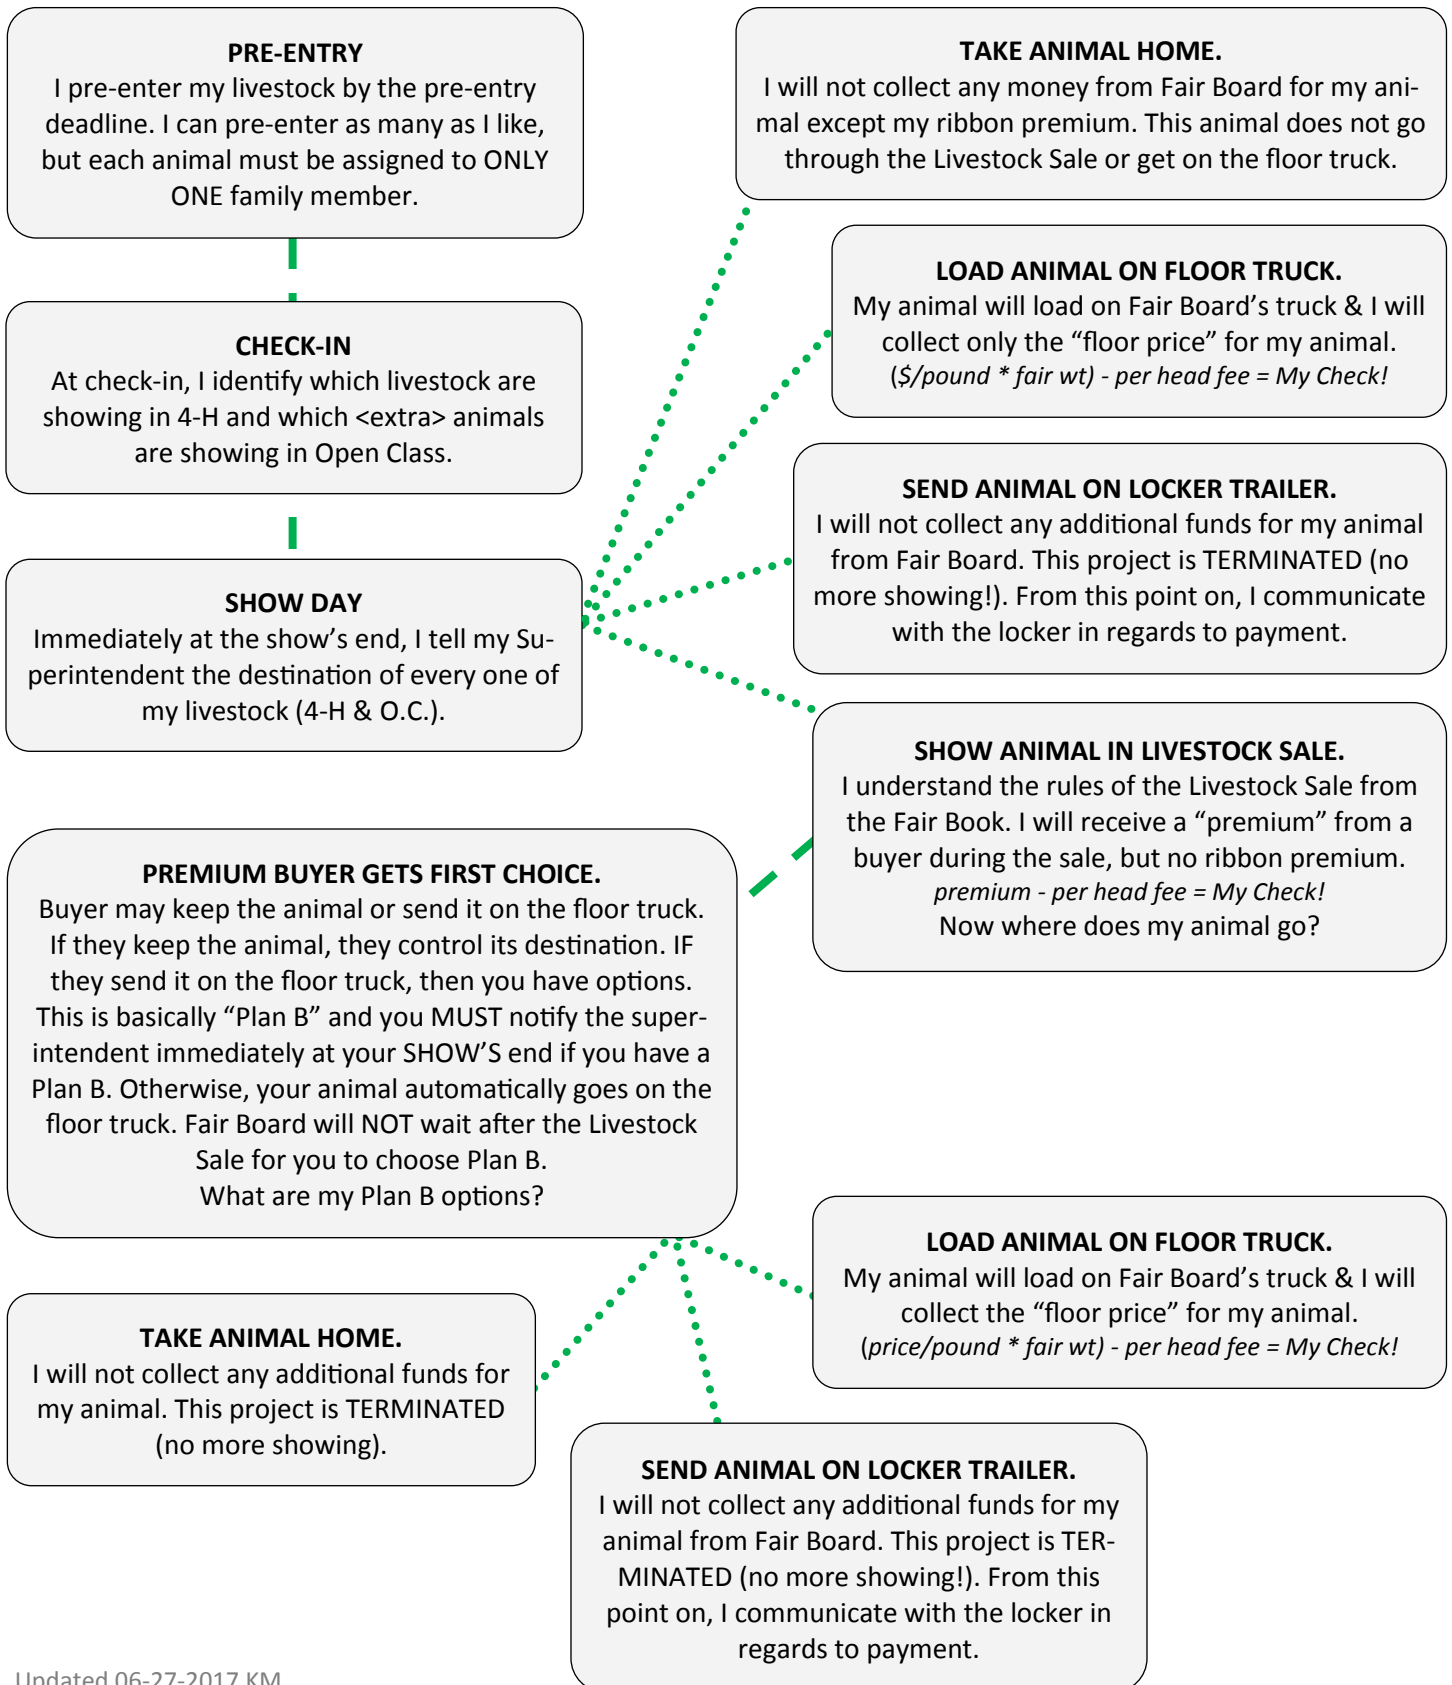 PRE-ENTRY
I pre-enter my livestock by the pre-entry
deadline. I can pre-enter as many as I like,
but each animal must be assigned to ONLY
ONE family member.
CHECK-IN
At check-in, I identify which livestock are
showing in 4-H and which <extra> animals
are showing in Open Class.
SHOW DAY
Immediately at the show’s end, I tell my Su-
perintendent the destination of every one of
my livestock (4-H & O.C.).
TAKE ANIMAL HOME.
I will not collect any money from Fair Board for my ani-
mal except my ribbon premium. This animal does not go
through the Livestock Sale or get on the floor truck.
LOAD ANIMAL ON FLOOR TRUCK.
My animal will load on Fair Board’s truck & I will
collect only the “floor price” for my animal.
($/pound * fair wt) - per head fee = My Check!
SEND ANIMAL ON LOCKER TRAILER.
I will not collect any additional funds for my animal
from Fair Board. This project is TERMINATED (no
more showing!). From this point on, I communicate
with the locker in regards to payment.
SHOW ANIMAL IN LIVESTOCK SALE.
I understand the rules of the Livestock Sale from
the Fair Book. I will receive a “premium” from a
buyer during the sale, but no ribbon premium.
premium - per head fee = My Check!
Now where does my animal go?
PREMIUM BUYER GETS FIRST CHOICE.
Buyer may keep the animal or send it on the floor truck.
If they keep the animal, they control its destination. IF
they send it on the floor truck, then you have options.
This is basically “Plan B” and you MUST notify the super-
intendent immediately at your SHOW’S end if you have a
Plan B. Otherwise, your animal automatically goes on the
floor truck. Fair Board will NOT wait after the Livestock
Sale for you to choose Plan B.
What are my Plan B options?
LOAD ANIMAL ON FLOOR TRUCK.
My animal will load on Fair Board’s truck & I will
collect the “floor price” for my animal.
(price/pound * fair wt) - per head fee = My Check!
TAKE ANIMAL HOME.
I will not collect any additional funds for
my animal. This project is TERMINATED
(no more showing).
SEND ANIMAL ON LOCKER TRAILER.
I will not collect any additional funds for my
animal from Fair Board. This project is TER-
MINATED (no more showing!). From this
point on, I communicate with the locker in
regards to payment.
Updated 06-27-2017 KM